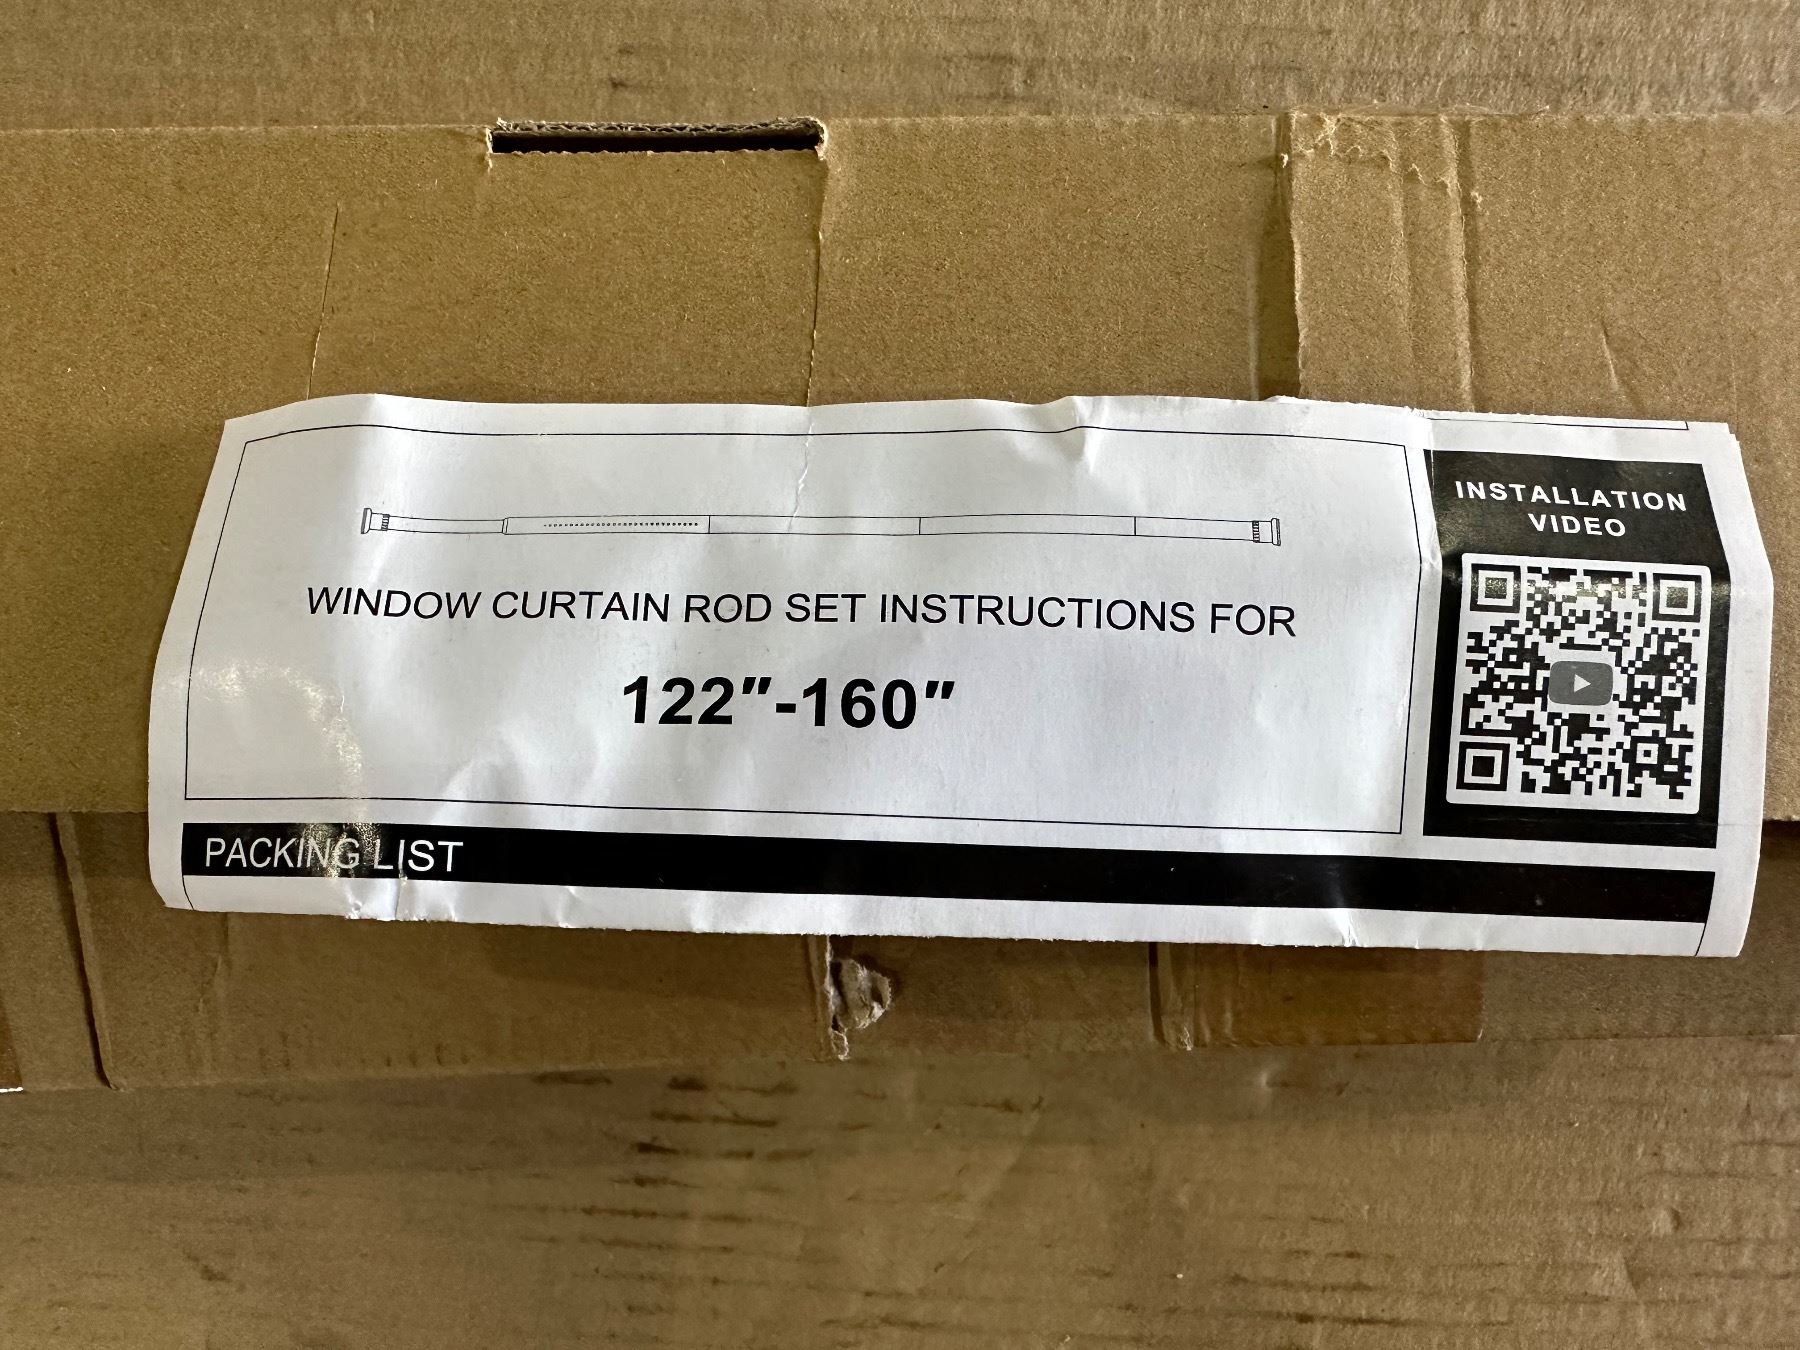 WINDOW CURTAIN ROD SET INSTRUCTIONS FOR
122"-160"
INSTALLATION
VIDEO
PACKING LIST